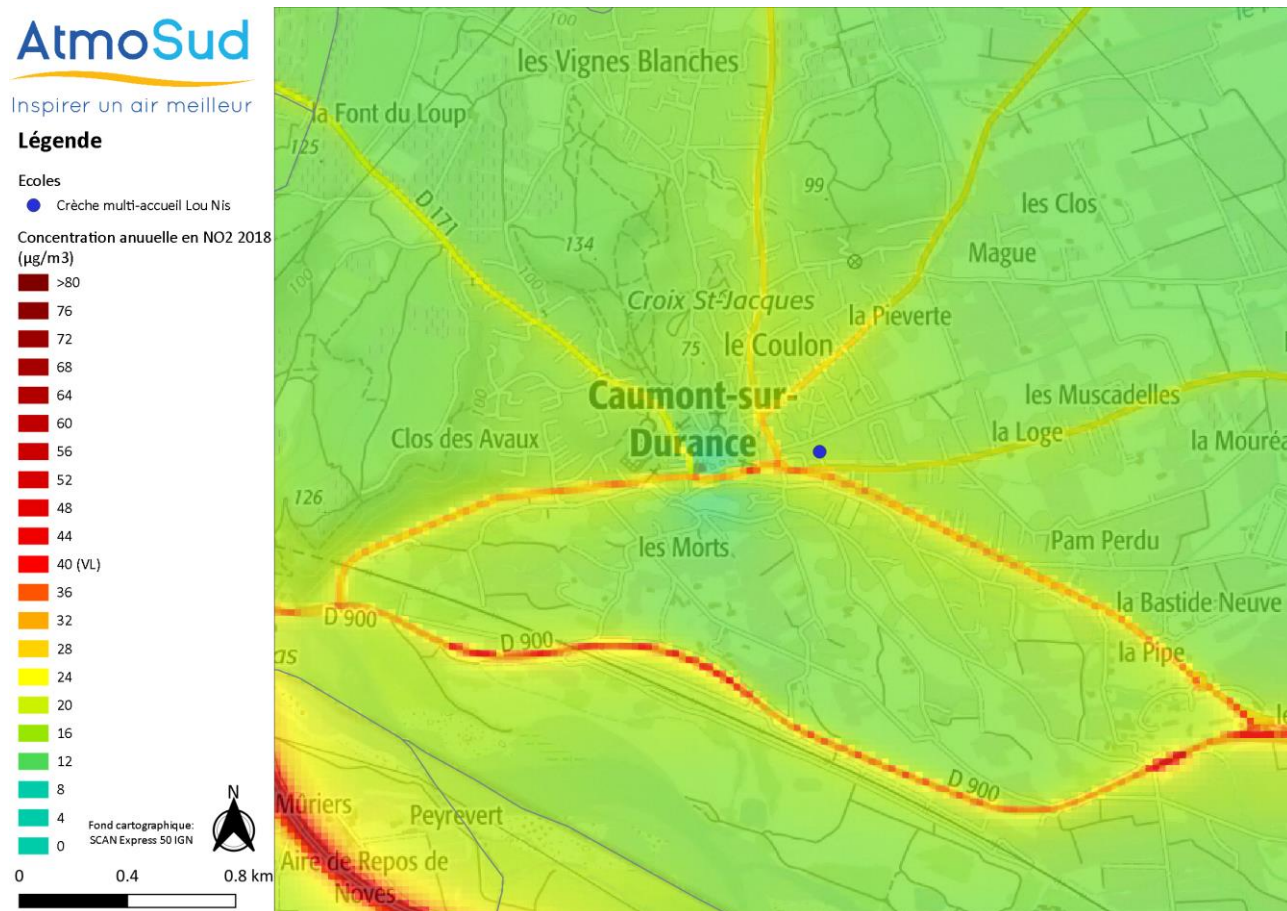 AtmoSud
Inspirer un air meilleur
Légende
Ecoles
Crèche multi-accueil Lou Nis
Concentration anuuelle en NO2 2018
(µg/m3)
>80
76
72
68
64
60
56
52
48
44
40 (VL)
36
32
28
24
20
16
12
8
4
0
N
Fond cartographique:
SCAN Express 50 IGN
0 0.4 0.8 km
100
les Vignes Blanches
la Font du Loup
125
99
D 171
les Clos
134
Mague
100
100
Croix St-Jacques
la Pieverte
75
le Coulon
Caumont-sur-
Durance
les Muscadelles
la Loge
Clos des Avaux
100
126
les Morts
Pam Perdu
la Bastide Neuve
D 900
D 900
la Pipe
D 900
Mûriers
Peyrevert
Aire de Repos de
Noves